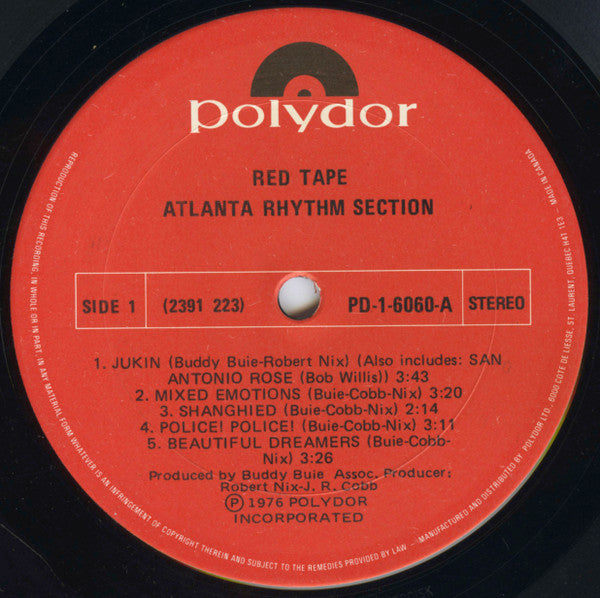 polydor
RED TAPE
ATLANTA RHYTHM SECTION
SIDE 1 (2391 223) PD-1-6060-A STEREO
1. JUKIN (Buddy Buie-Robert Nix) (Also includes: SAN
ANTONIO ROSE (Bob Willis)) 3:43
2. MIXED EMOTIONS (Buie-Cobb-Nix) 3:20
3. SHANGHIED (Buie-Cobb-Nix) 2:14
4. POLICE! POLICE! (Buie-Cobb-Nix) 3:11
5. BEAUTIFUL DREAMERS (Buie-Cobb-
Nix) 3:26
Produced by Buddy Buie Assoc. Producer:
Robert Nix-J. R. Cobb
Ⓟ 1976 POLYDOR
INCORPORATED
REPRODUCTION OF THIS RECORDING, IN WHOLE OR IN PART, IN ANY MATERIAL FORM WHATEVER IS AN INFRINGEMENT OF COPYRIGHT THEREIN AND SUBJECT TO THE REMEDIES PROVIDED BY LAW – MANUFACTURED AND DISTRIBUTED BY POLYDOR LTD., 6000 COTE DE LIESSE, ST. LAURENT, QUEBEC H4T 1E3 – MADE IN CANADA